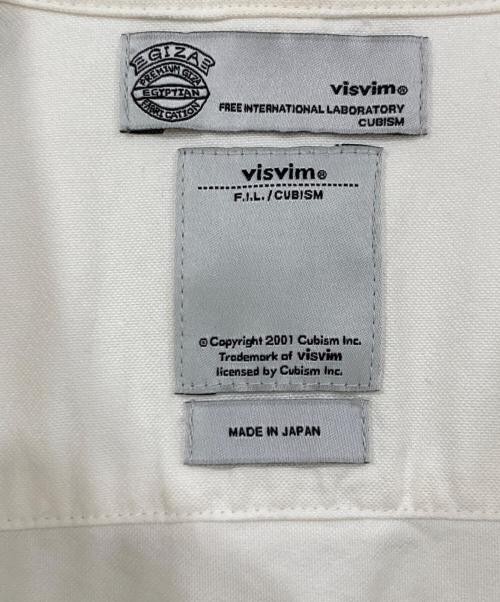 GIZA
PREMIUM GIZA
EGYPTIAN
FABRICATION
visvim®
FREE INTERNATIONAL LABORATORY
CUBISM
visvim®
F.I.L./CUBISM
© Copyright 2001 Cubism Inc.
Trademark of visvim
licensed by Cubism Inc.
MADE IN JAPAN